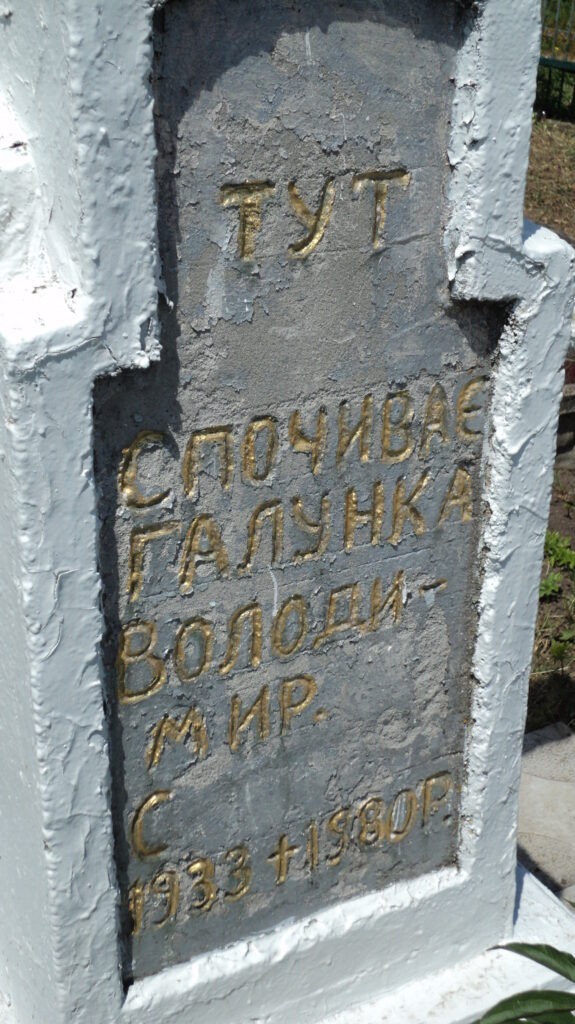 ТУТ
СПОЧИВАЄ
ГАЛУНКА
ВОЛОДИ-
МИР.
С
1933+1980Р.